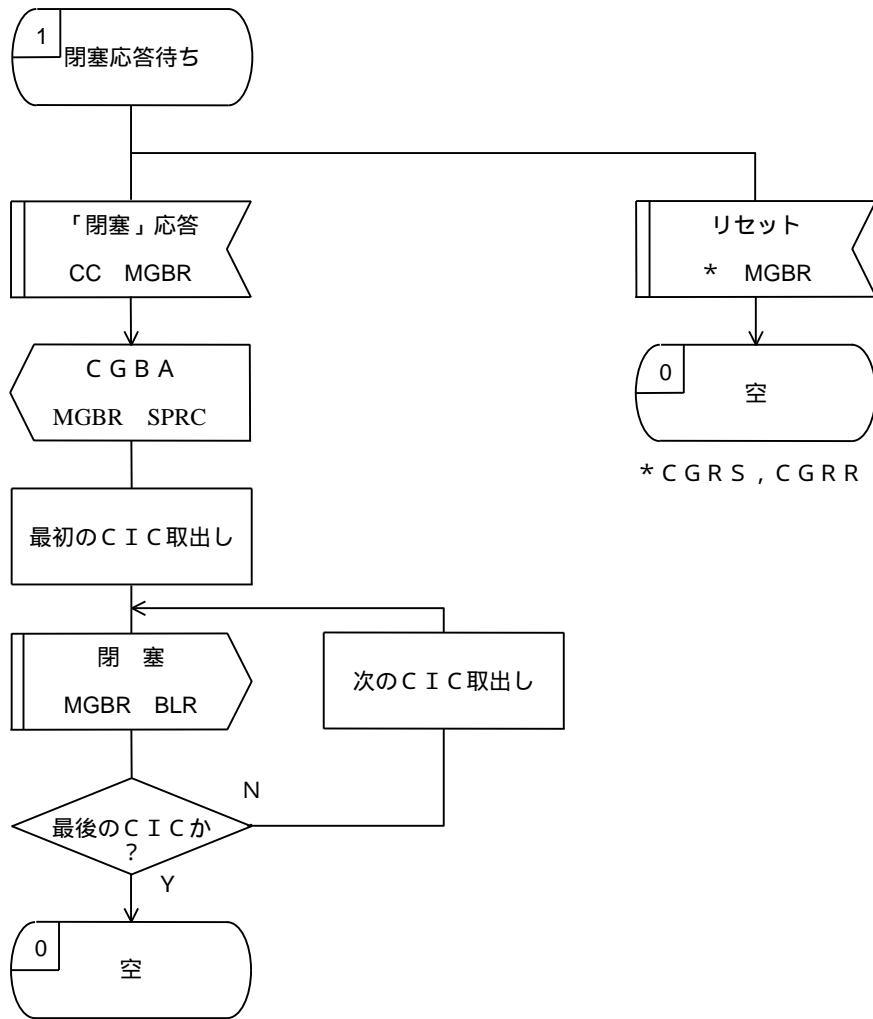 1
閉塞応答待ち
「閉塞」応答
CC　MGBR
リセット
*　MGBR
ＣＧＢＡ
MGBR　SPRC
0
空
*ＣＧＲＳ，ＣＧＲＲ
最初のＣＩＣ取出し
閉　塞
MGBR　BLR
次のＣＩＣ取出し
N
最後のＣＩＣか
？
Y
0
空